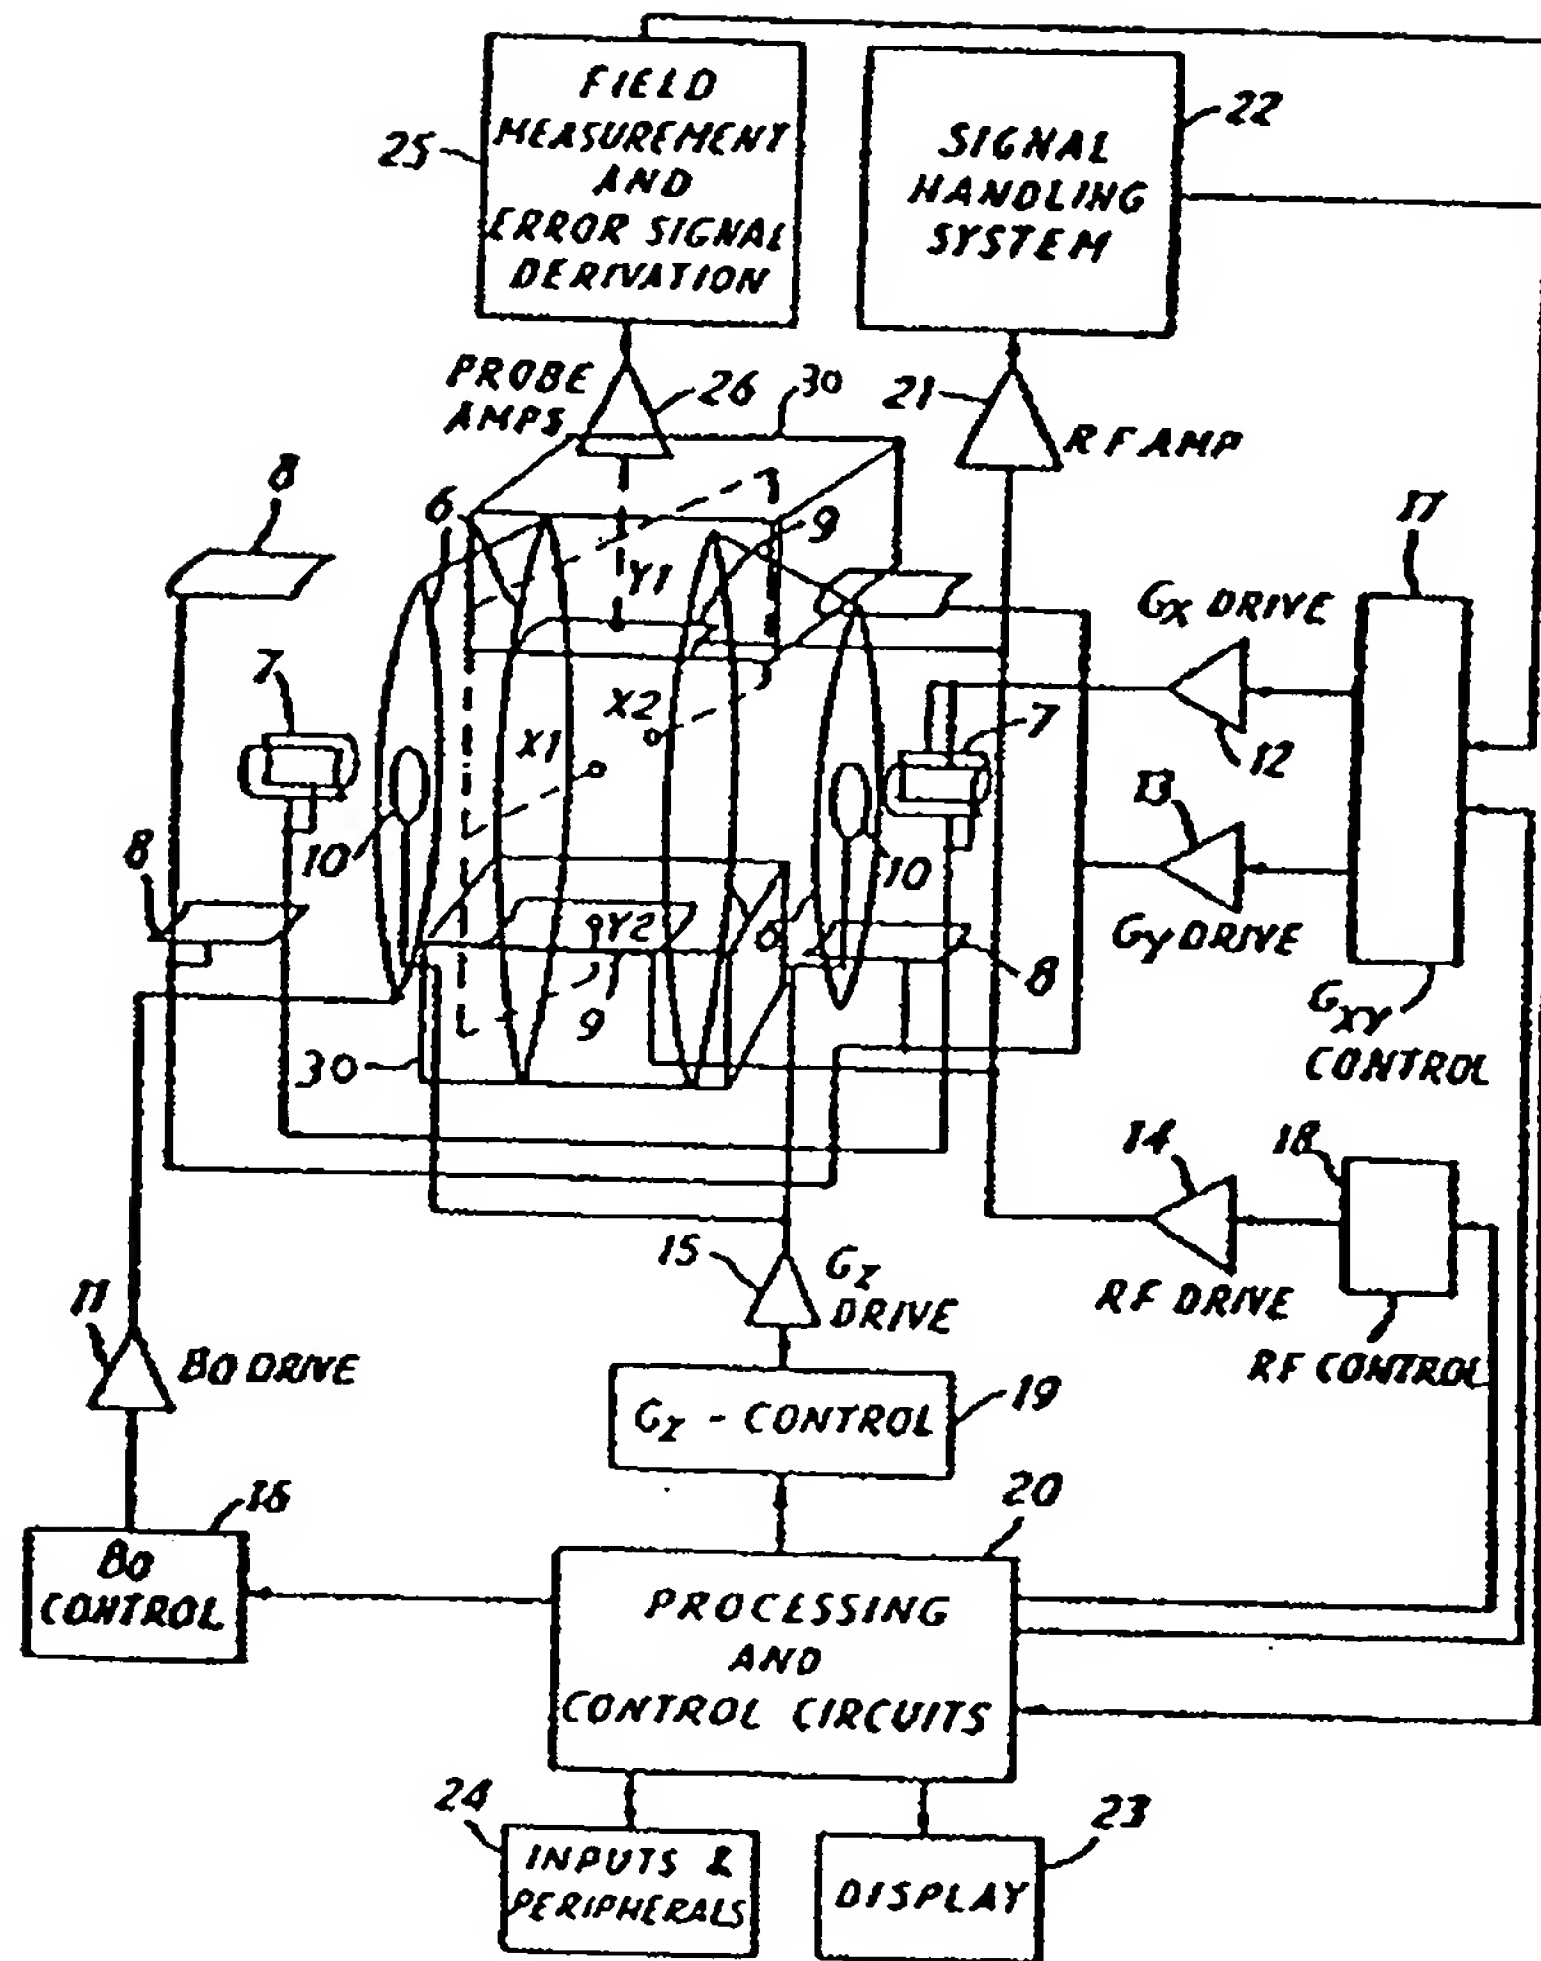 FIELD
MEASUREMENT
AND
ERROR SIGNAL
DERIVATION
25
SIGNAL
HANDLING
SYSTEM
22
PROBE
AMPS
26
30
21
RF AMP
8
6
9
17
Y1
GX DRIVE
7
X2
X1
7
12
13
8
10
10
Y2
6
8
GY DRIVE
9
GXY
CONTROL
30
14
18
15
GZ
DRIVE
RF DRIVE
11
B0 DRIVE
RF CONTROL
GZ - CONTROL
19
16
20
B0
CONTROL
PROCESSING
AND
CONTROL CIRCUITS
24
23
INPUTS &
PERIPHERALS
DISPLAY